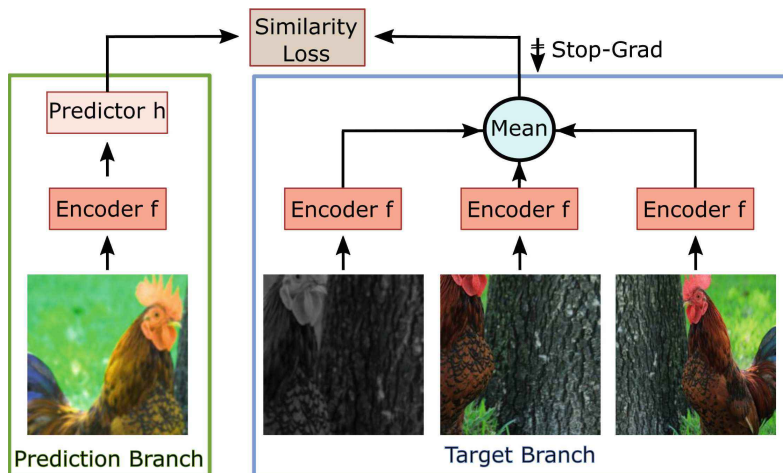 Similarity
Loss
Stop-Grad
Predictor h
Mean
Encoder f
Encoder f
Encoder f
Encoder f
Prediction Branch
Target Branch